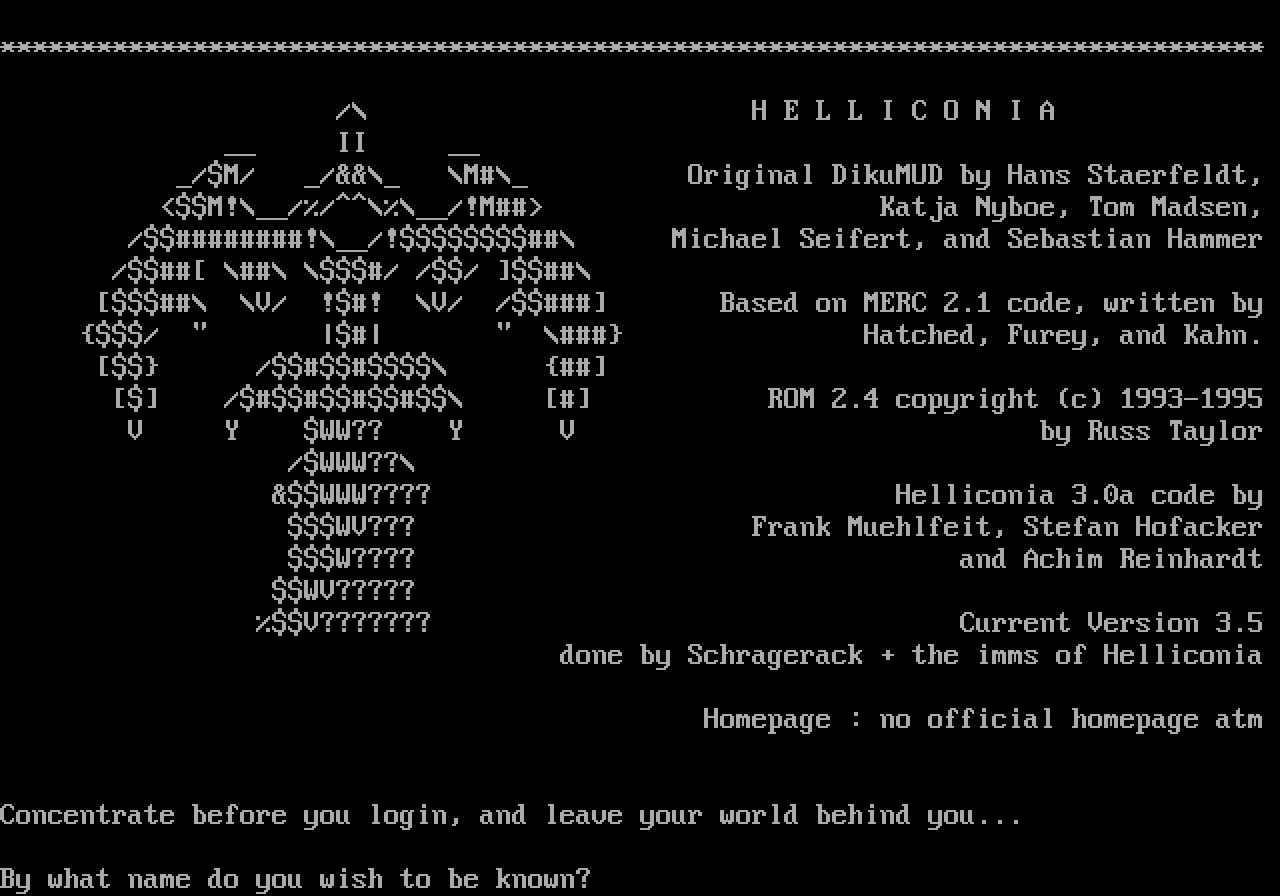 *******************************************************************************
H E L L I C O N I A
Original DikuMUD by Hans Staerfeldt,
Katja Nyboe, Tom Madsen,
Michael Seifert, and Sebastian Hammer
Based on MERC 2.1 code, written by
Hatched, Furey, and Kahn.
ROM 2.4 copyright (c) 1993-1995
by Russ Taylor
Helliconia 3.0a code by
Frank Muehlfeit, Stefan Hofacker
and Achim Reinhardt
Current Version 3.5
done by Schragerack + the imms of Helliconia
Homepage : no official homepage atm
Concentrate before you login, and leave your world behind you...
By what name do you wish to be known?